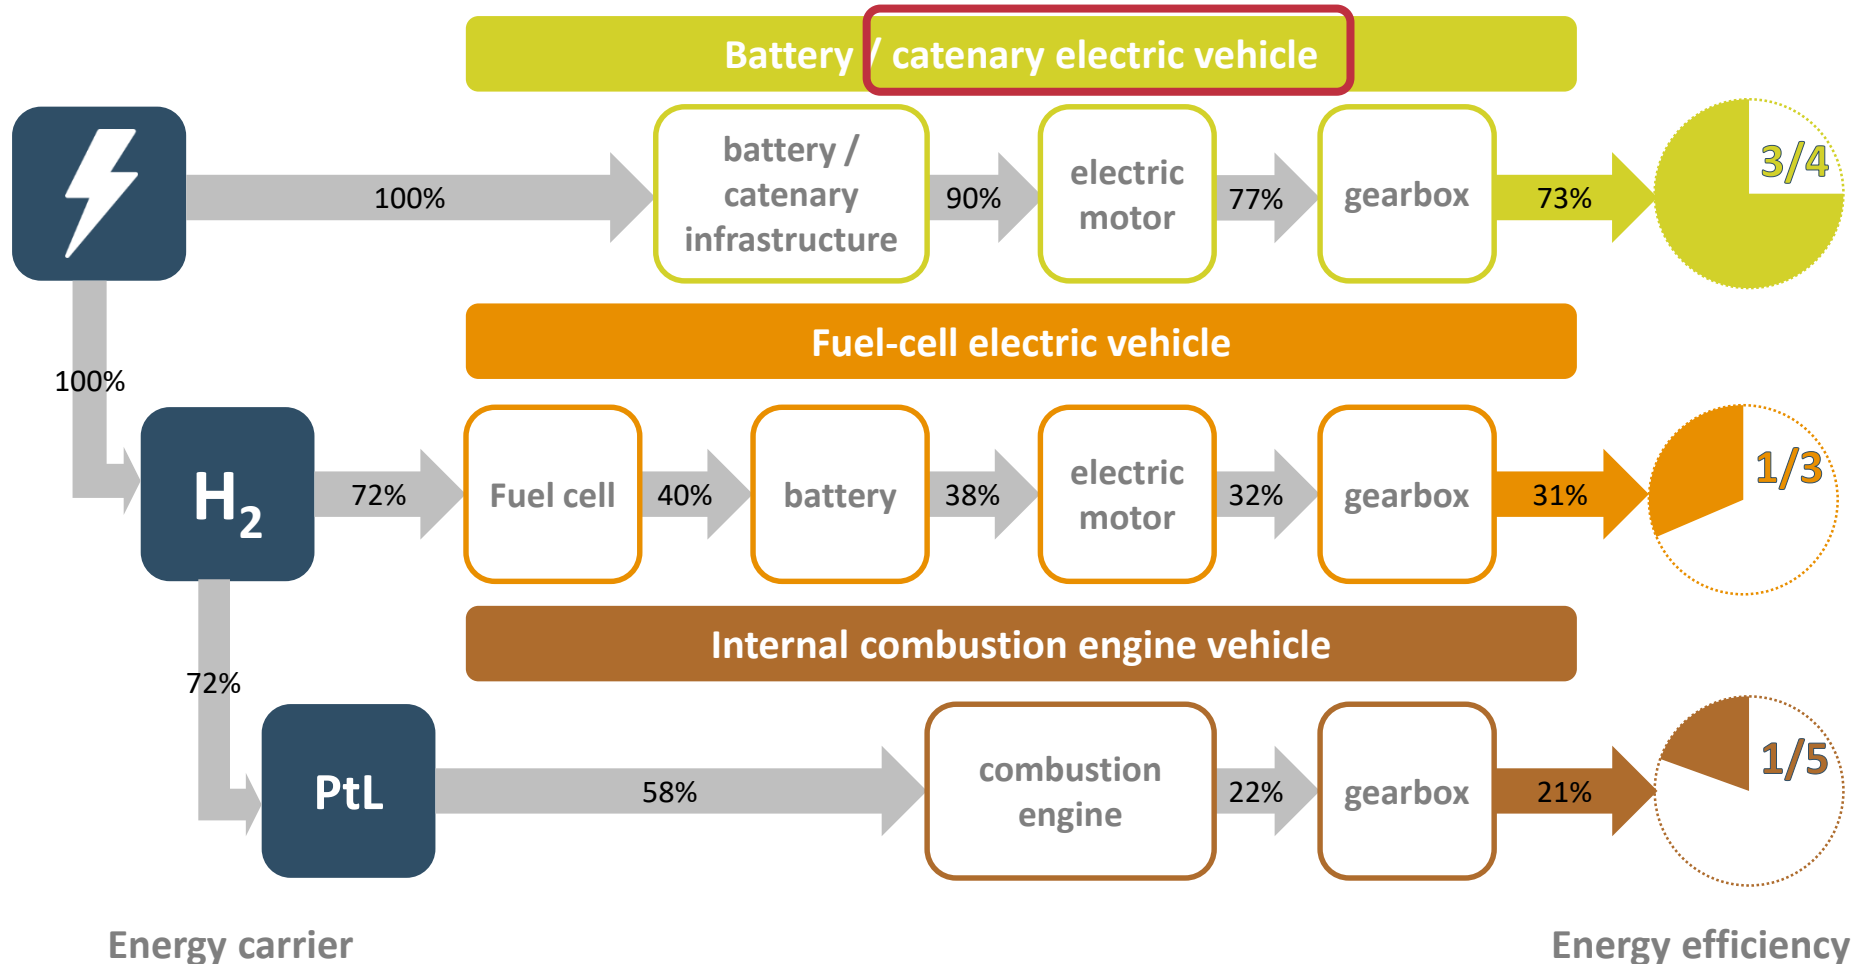 Battery / catenary electric vehicle
100%
battery /
catenary
infrastructure
90%
electric
motor
77%
gearbox
73%
3/4
100%
Fuel-cell electric vehicle
H2
72%
Fuel cell
40%
battery
38%
electric
motor
32%
gearbox
31%
1/3
72%
Internal combustion engine vehicle
PtL
58%
combustion
engine
22%
gearbox
21%
1/5
Energy carrier
Energy efficiency